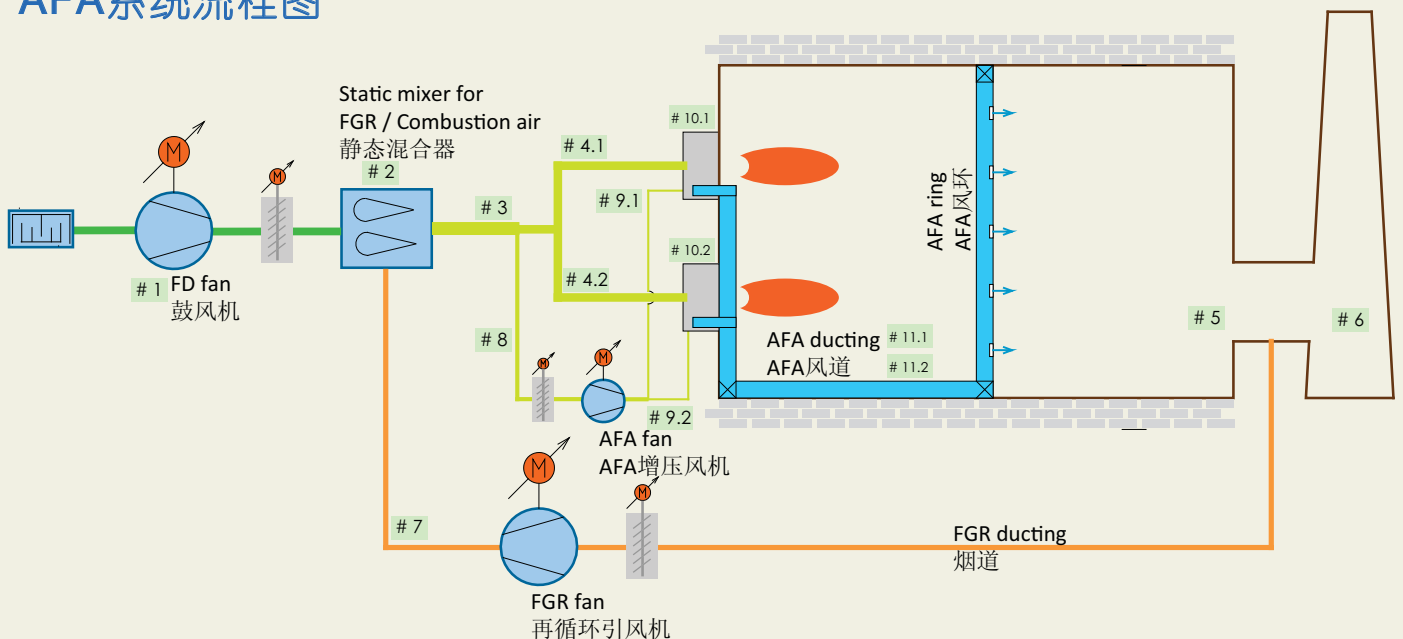 AFA系统流程图
Static mixer for
FGR / Combustion air
静态混合器
# 2
# 10.1
# 4.1
# 3
# 9.1
# 10.2
# 4.2
AFA ring
AFA风环
M
M
# 1
FD fan
鼓风机
# 5
# 6
# 8
M
M
AFA ducting
# 11.1
AFA风道
# 11.2
# 9.2
AFA fan
AFA增压风机
M
M
# 7
FGR ducting
烟道
FGR fan
再循环引风机